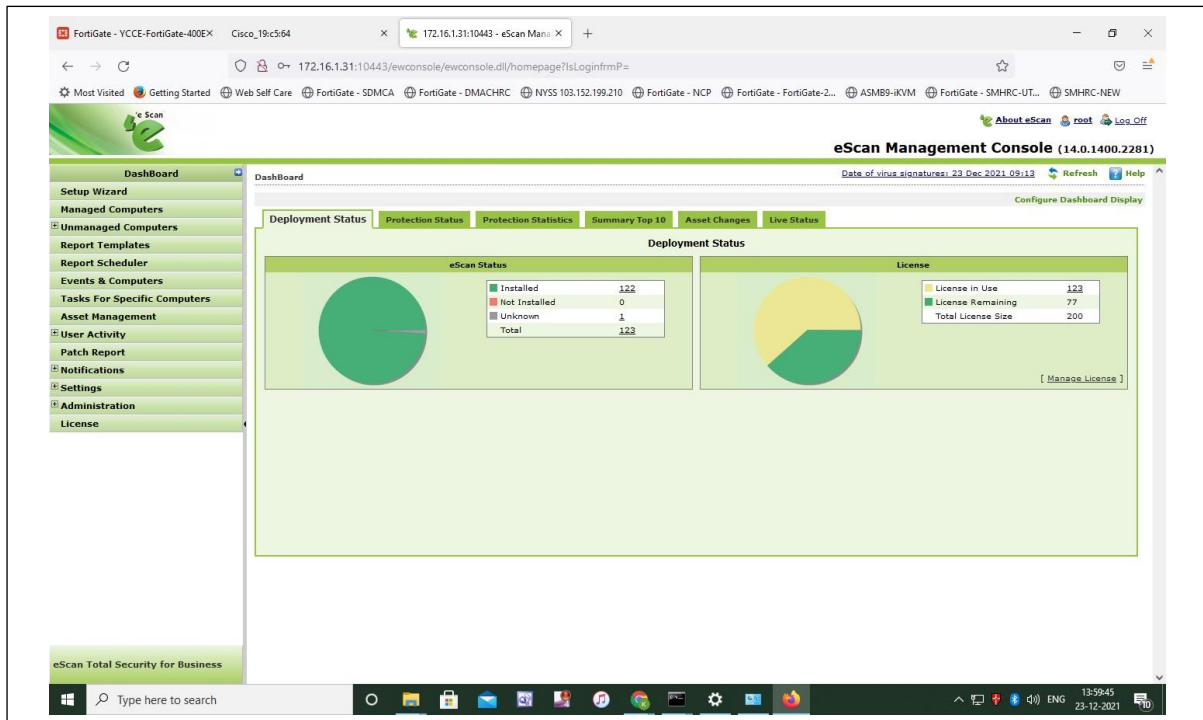 FortiGate - YCCE-FortiGate-400E
Cisco_19:c5:64
172.16.1.31:10443 - eScan Mana
172.16.1.31:10443/ewconsole/ewconsole.dll/homepage?IsLoginfrmP=
Most Visited Getting Started Web Self Care FortiGate - SDMCA FortiGate - DMACHRC NYSS 103.152.199.210 FortiGate - NCP FortiGate - FortiGate-2... ASMB9-iKVM FortiGate - SMHRC-UT... SMHRC-NEW
e Scan
About eScan root Log Off
eScan Management Console (14.0.1400.2281)
DashBoard
Setup Wizard
Managed Computers
Unmanaged Computers
Report Templates
Report Scheduler
Events & Computers
Tasks For Specific Computers
Asset Management
User Activity
Patch Report
Notifications
Settings
Administration
License
eScan Total Security for Business
DashBoard
Date of virus signatures: 23 Dec 2021 09:13 Refresh Help
Configure Dashboard Display
Deployment Status Protection Status Protection Statistics Summary Top 10 Asset Changes Live Status
Deployment Status
eScan Status
Installed 122
Not Installed 0
Unknown 1
Total 123
License
License in Use 123
License Remaining 77
Total License Size 200
[ Manage License ]
Type here to search
ENG
13:59:45
23-12-2021